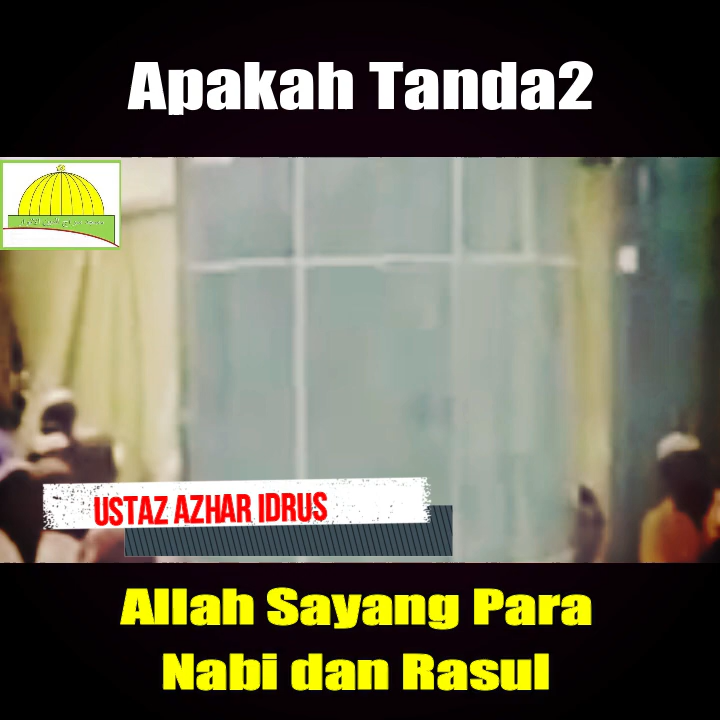 Apakah Tanda2
USTAZ AZHAR IDRUS
Allah Sayang Para
Nabi dan Rasul